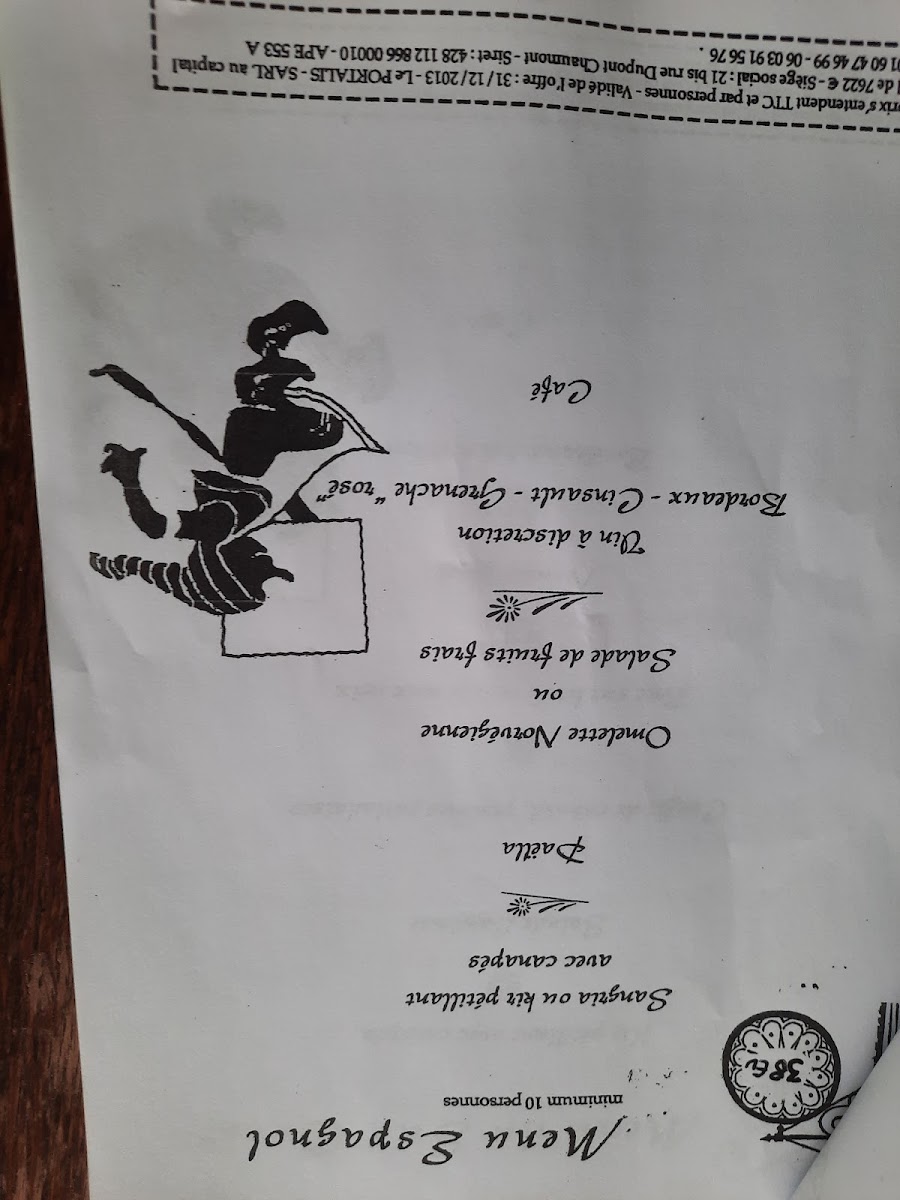 Menu Espagnol
minimum 10 personnes
38 €
Sangria ou kir pétillant
avec canapés
Paëlla
Omelette Norvégienne
ou
Salade de fruits frais
Vin à discretion
Bordeaux - Cinsault - Grenache "rosé"
Café
s'entendent TTC et par personnes - Validé de l'offre : 31/12/2013 - Le PORTALIS - SARL au capital
de 7622 € - Siège social : 21 bis rue Dupont Chaumont - Siret : 428 112 866 00010 - APE 553 A
01 60 47 46 99 - 06 03 91 56 76 .